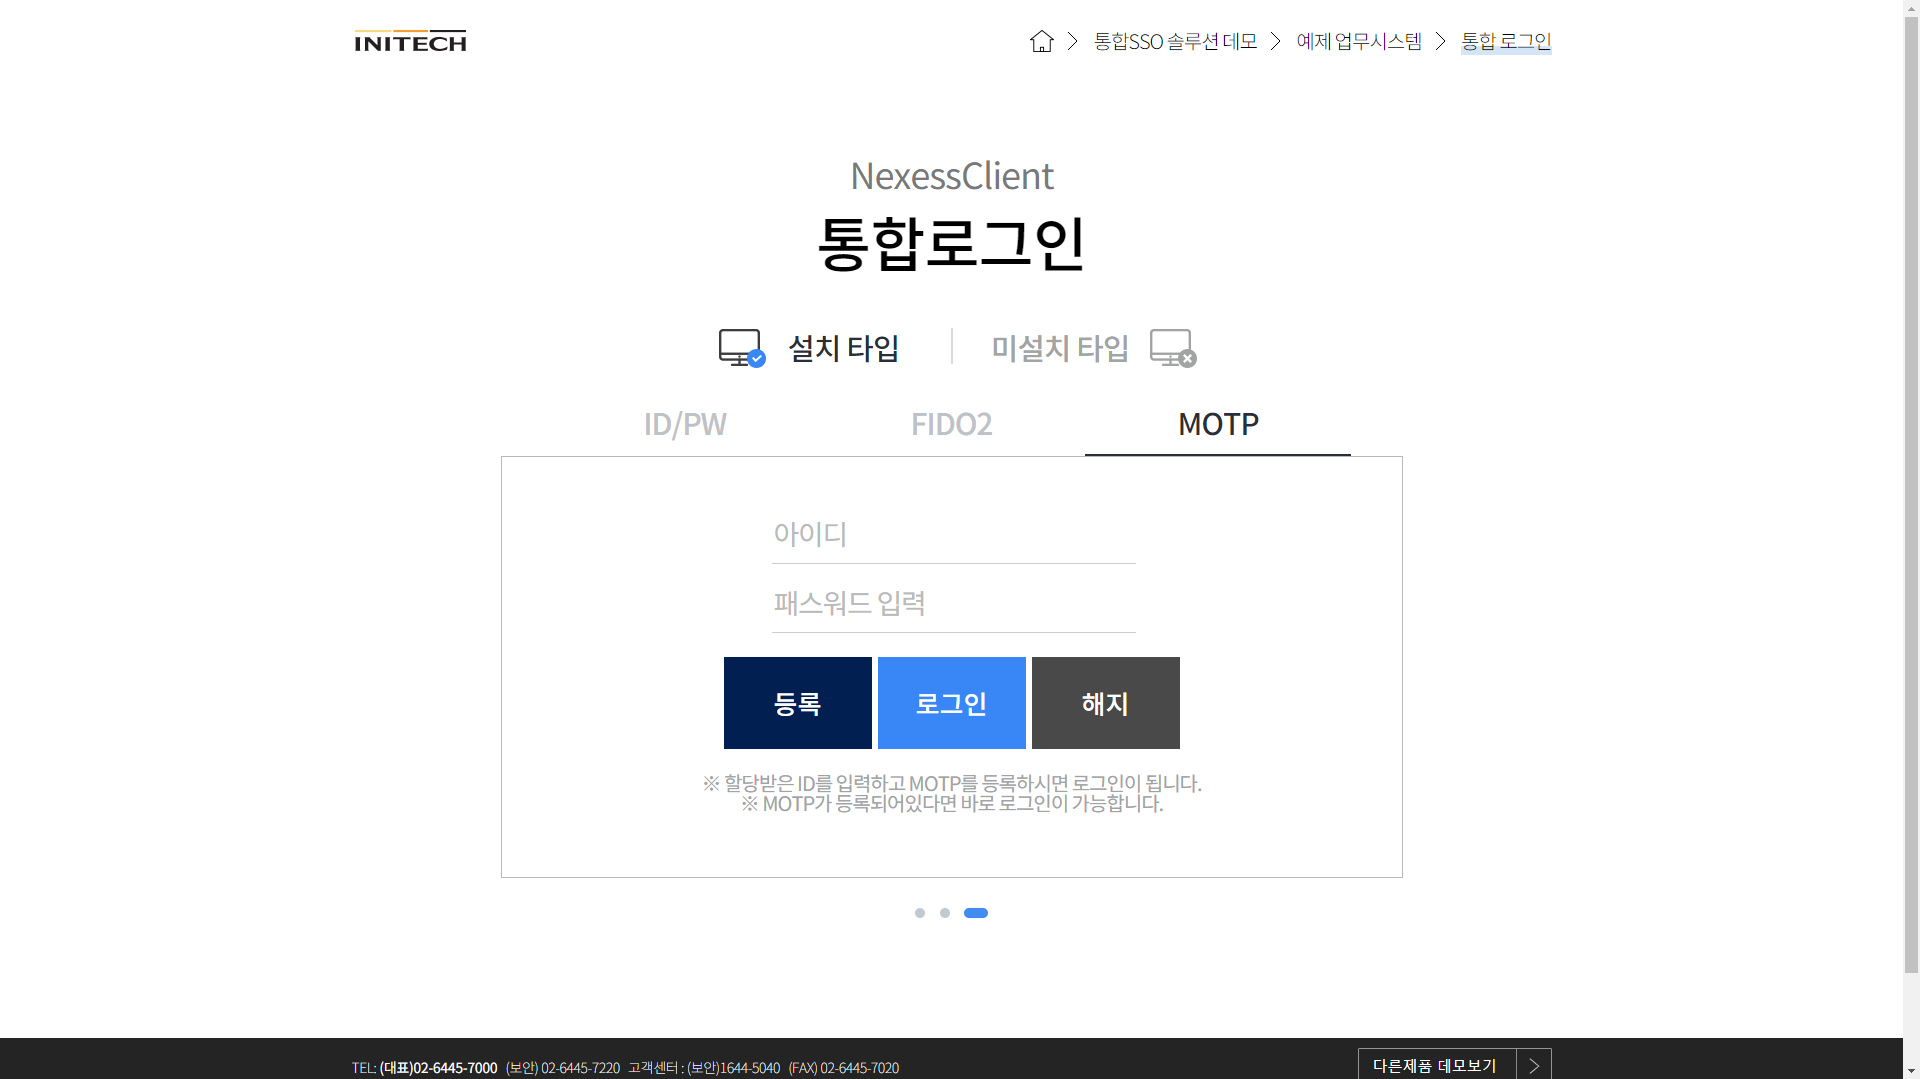 INITECH
통합SSO 솔루션 데모 예제 업무시스템 통합 로그인
NexessClient
통합로그인
설치 타입 미설치 타입
ID/PW FIDO2 MOTP
아이디
패스워드 입력
등록 로그인 해지
※ 할당받은 ID를 입력하고 MOTP를 등록하시면 로그인이 됩니다.
※ MOTP가 등록되어있다면 바로 로그인이 가능합니다.
TEL: (대표)02-6445-7000 (보안) 02-6445-7220 고객센터 : (보안)1644-5040 (FAX) 02-6445-7020
다른제품 데모보기